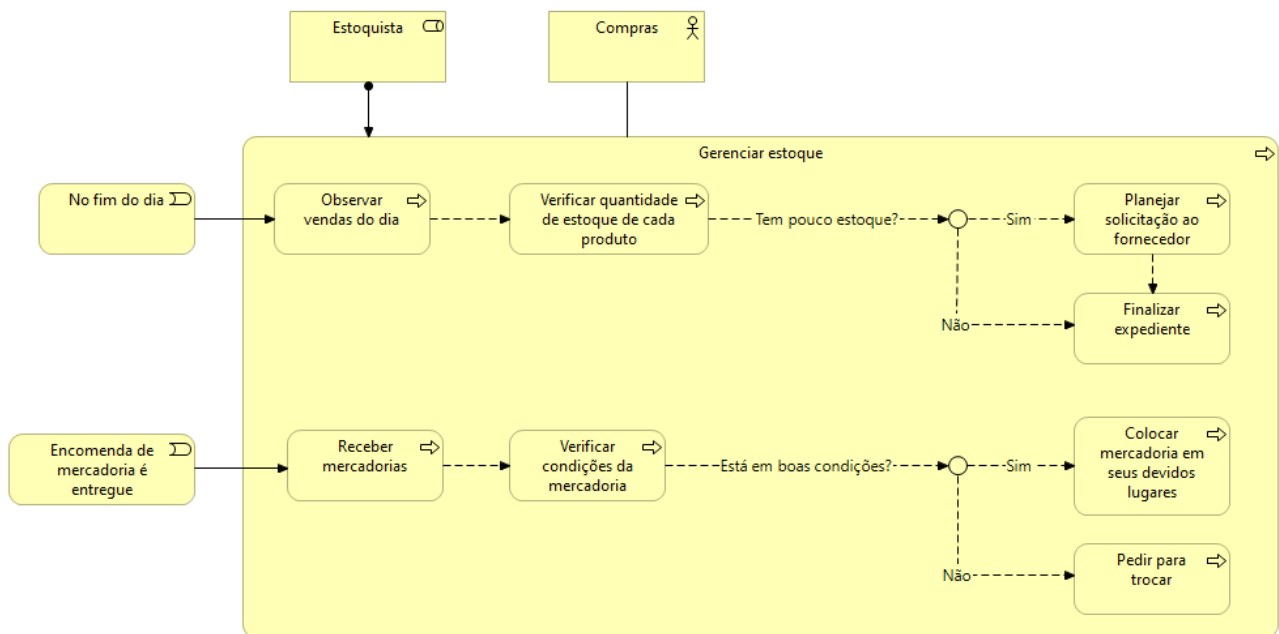 Estoquista
Compras
Gerenciar estoque
No fim do dia
Observar
vendas do dia
Verificar quantidade
de estoque de cada
produto
Tem pouco estoque?
Sim
Planejar
solicitação ao
fornecedor
Não
Finalizar
expediente
Encomenda de
mercadoria é
entregue
Receber
mercadorias
Verificar
condições da
mercadoria
Está em boas condições?
Sim
Colocar
mercadoria em
seus devidos
lugares
Não
Pedir para
trocar